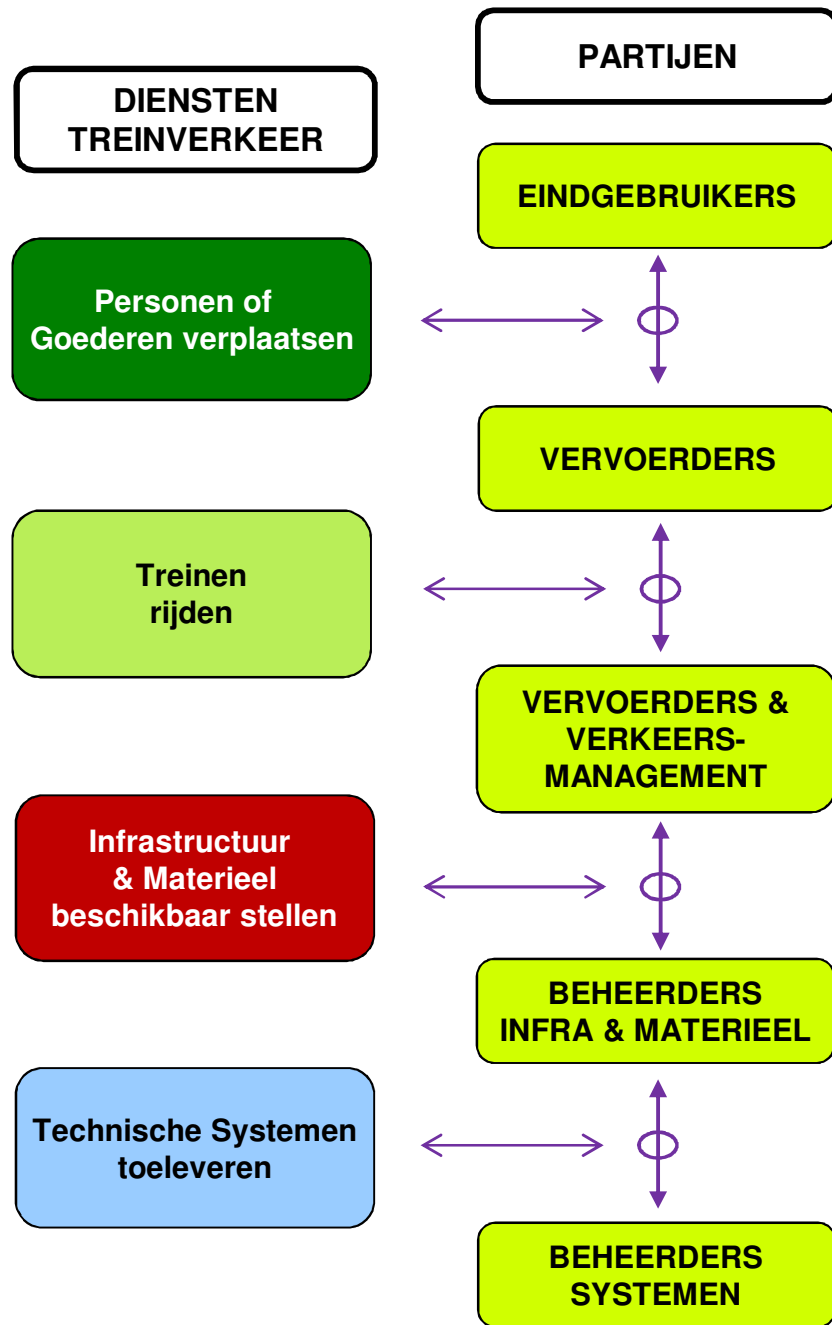 DIENSTEN
TREINVERKEER
Personen of
Goederen verplaatsen
Treinen
rijden
Infrastructuur
& Materieel
beschikbaar stellen
Technische Systemen
toeleveren
PARTIJEN
EINDGEBRUIKERS
VERVOERDERS
VERVOERDERS &
VERKEERS-
MANAGEMENT
BEHEERDERS
INFRA & MATERIEEL
BEHEERDERS
SYSTEMEN